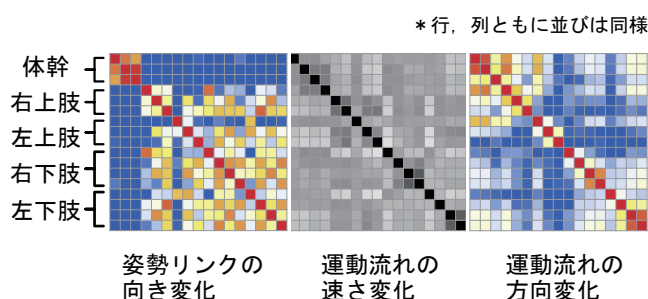 ＊行，列ともに並びは同様
体幹
右上肢
左上肢
右下肢
左下肢
姿勢リンクの
向き変化
運動流れの
速さ変化
運動流れの
方向変化